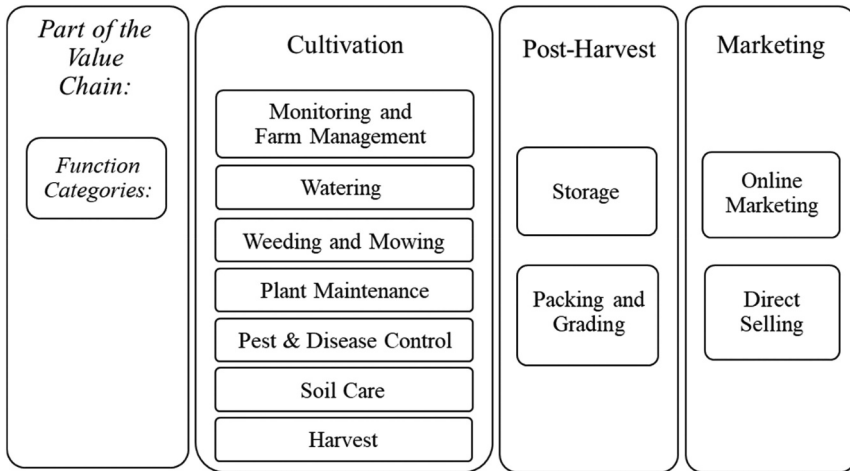 Part of the
Value
Chain:
Function
Categories:
Cultivation
Monitoring and
Farm Management
Watering
Weeding and Mowing
Plant Maintenance
Pest & Disease Control
Soil Care
Harvest
Post-Harvest
Storage
Packing and
Grading
Marketing
Online
Marketing
Direct
Selling